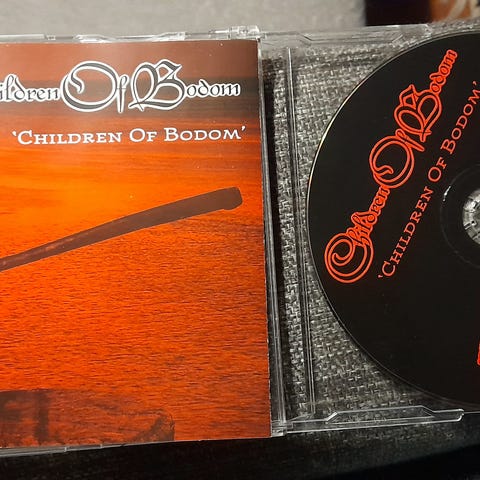 ildren Of Bodom
‘CHILDREN OF BODOM’
Children Of Bodom
‘CHILDREN OF BODOM’